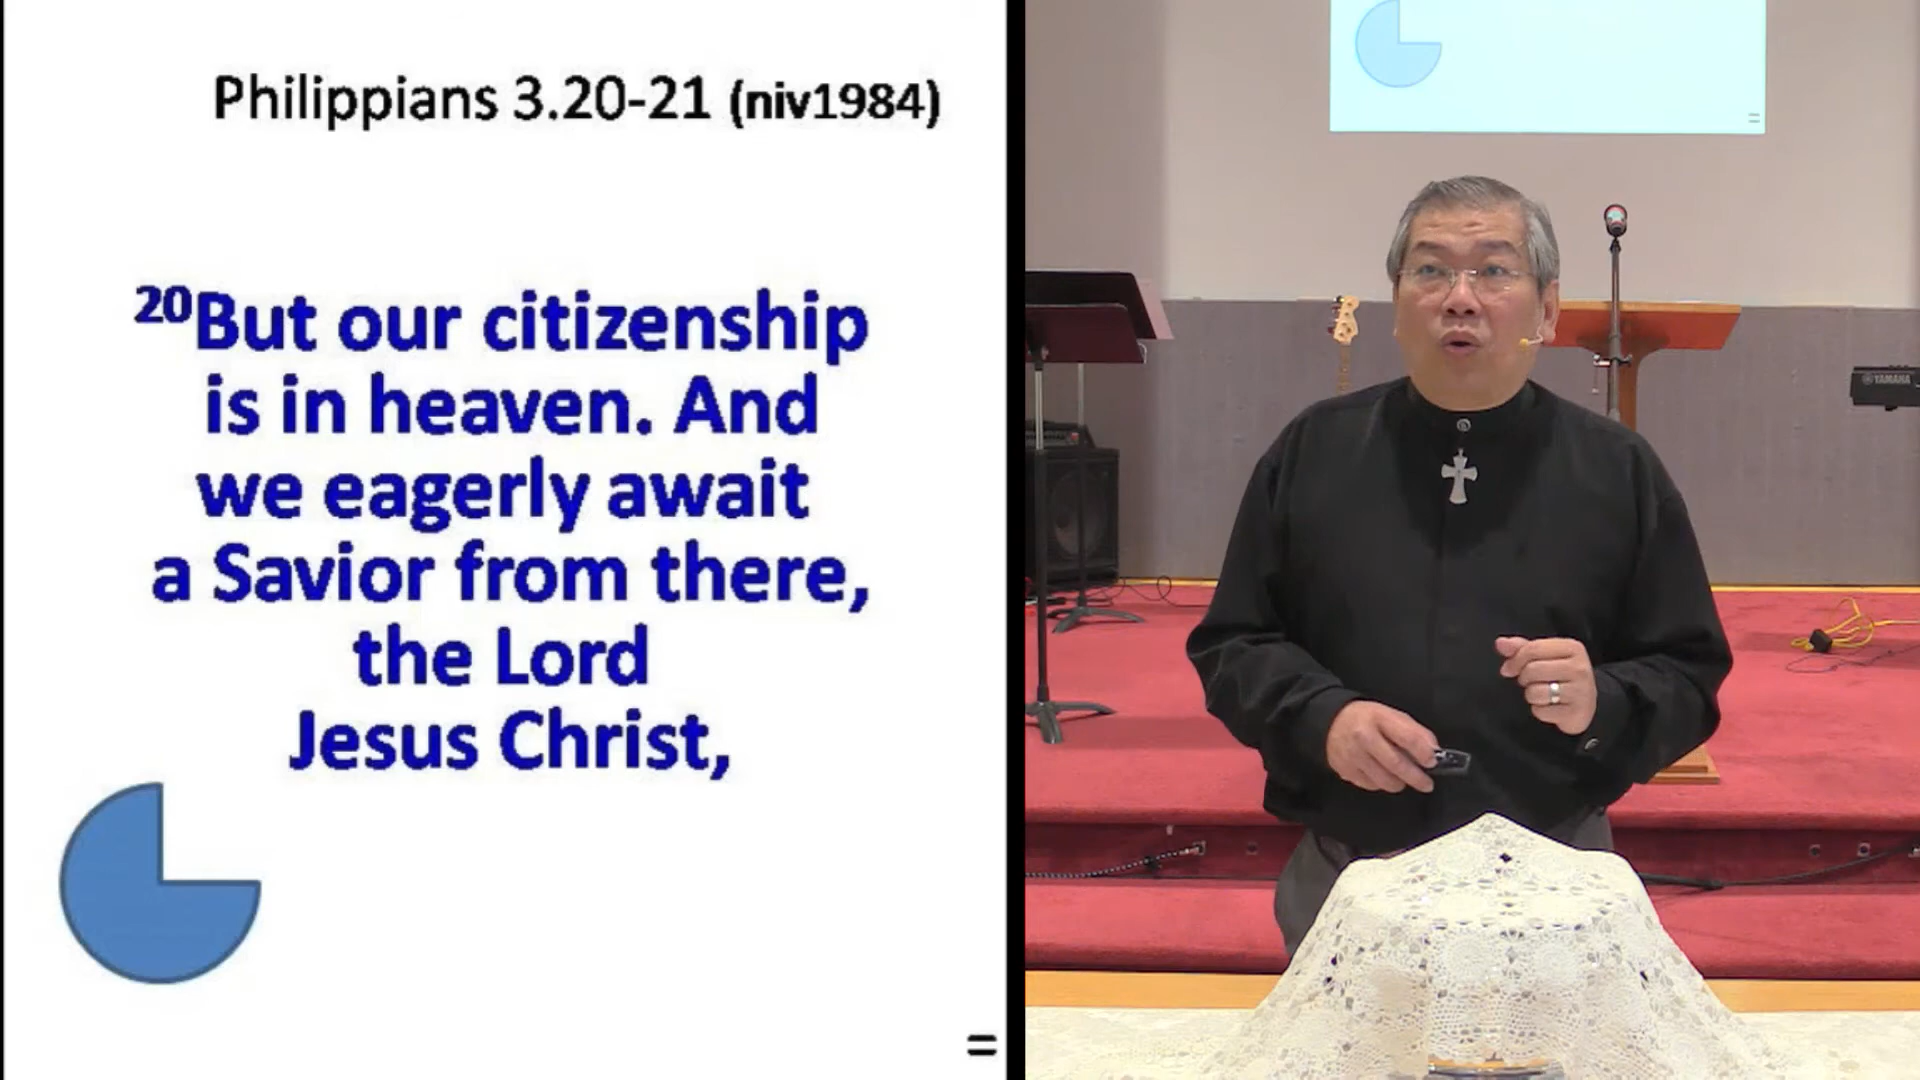 Philippians 3.20-21 (niv1984)
20But our citizenship
is in heaven. And
we eagerly await
a Savior from there,
the Lord
Jesus Christ,
=
=
YAMAHA